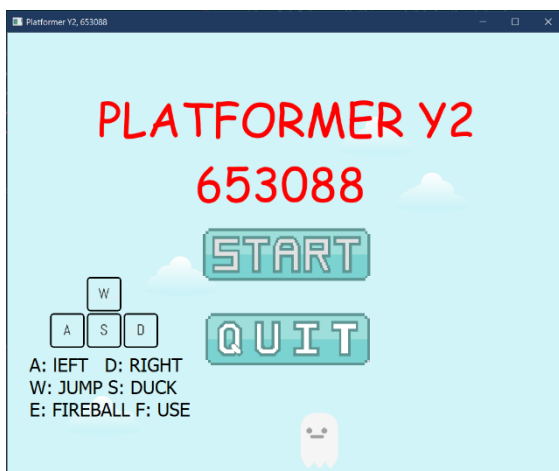 Platformer Y2, 653088
PLATFORMER Y2
653088
START
QUIT
W
A S D
A: lEFT D: RIGHT
W: JUMP S: DUCK
E: FIREBALL F: USE